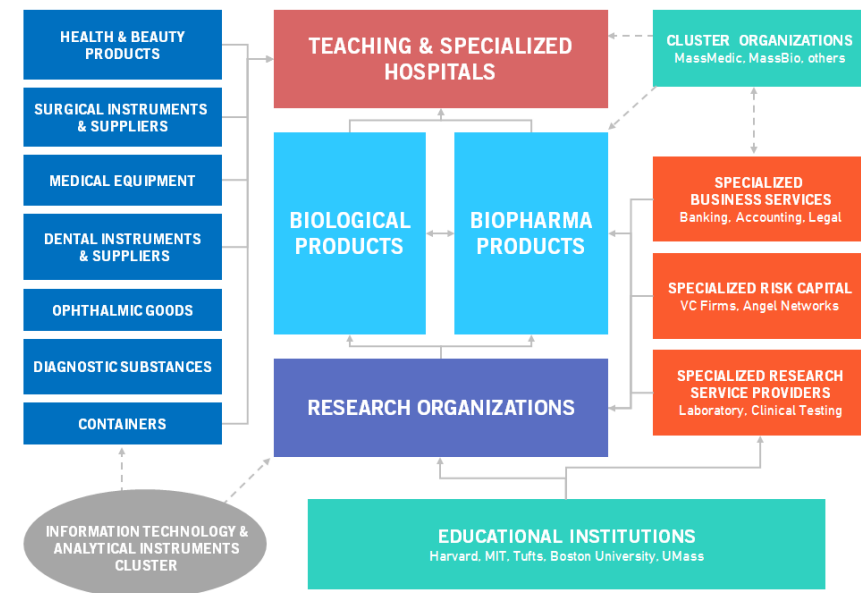 HEALTH & BEAUTY
PRODUCTS
SURGICAL INSTRUMENTS
& SUPPLIERS
MEDICAL EQUIPMENT
DENTAL INSTRUMENTS
& SUPPLIERS
OPHTHALMIC GOODS
DIAGNOSTIC SUBSTANCES
CONTAINERS
INFORMATION TECHNOLOGY &
ANALYTICAL INSTRUMENTS
CLUSTER
TEACHING & SPECIALIZED
HOSPITALS
BIOLOGICAL
PRODUCTS
BIOPHARMA
PRODUCTS
RESEARCH ORGANIZATIONS
EDUCATIONAL INSTITUTIONS
Harvard, MIT, Tufts, Boston University, UMass
CLUSTER ORGANIZATIONS
MassMedic, MassBio, others
SPECIALIZED
BUSINESS SERVICES
Banking, Accounting, Legal
SPECIALIZED RISK CAPITAL
VC Firms, Angel Networks
SPECIALIZED RESEARCH
SERVICE PROVIDERS
Laboratory, Clinical Testing